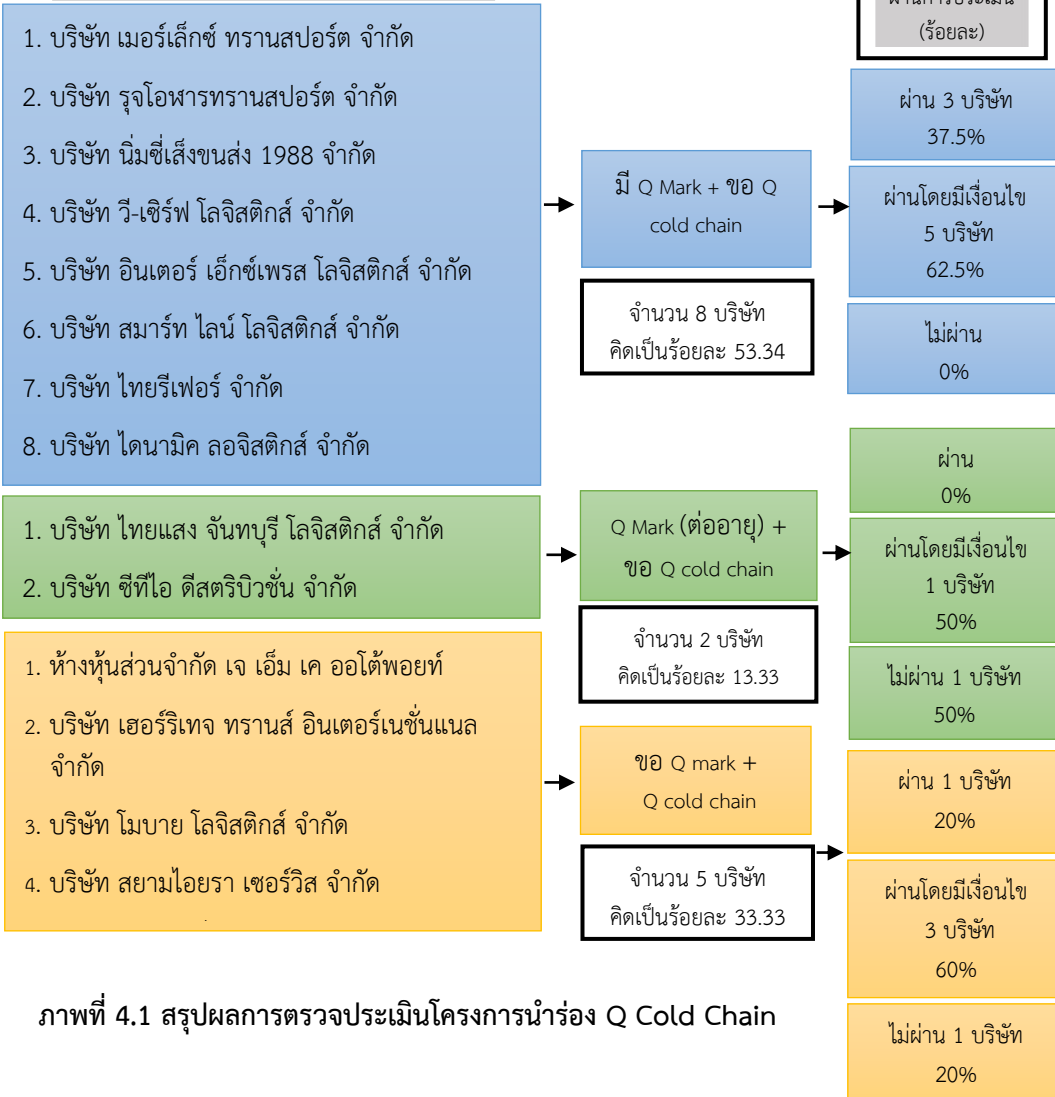 ผ่านการประเมิน
(ร้อยละ)
1. บริษัท เมอร์เล็กซ์ ทรานสปอร์ต จำกัด
2. บริษัท รุจโอฬารทรานสปอร์ต จำกัด
3. บริษัท นิ่มซี่เส็งขนส่ง 1988 จำกัด
4. บริษัท วี-เซิร์ฟ โลจิสติกส์ จำกัด
5. บริษัท อินเตอร์ เอ็กซ์เพรส โลจิสติกส์ จำกัด
6. บริษัท สมาร์ท ไลน์ โลจิสติกส์ จำกัด
7. บริษัท ไทยรีเฟอร์ จำกัด
8. บริษัท ไดนามิค ลอจิสติกส์ จำกัด
มี Q Mark + ขอ Q
cold chain
จำนวน 8 บริษัท
คิดเป็นร้อยละ 53.34
ผ่าน 3 บริษัท
37.5%
ผ่านโดยมีเงื่อนไข
5 บริษัท
62.5%
ไม่ผ่าน
0%
1. บริษัท ไทยแสง จันทบุรี โลจิสติกส์ จำกัด
2. บริษัท ซีทีไอ ดีสตริบิวชั่น จำกัด
Q Mark (ต่ออายุ) +
ขอ Q cold chain
จำนวน 2 บริษัท
คิดเป็นร้อยละ 13.33
ผ่าน
0%
ผ่านโดยมีเงื่อนไข
1 บริษัท
50%
ไม่ผ่าน 1 บริษัท
50%
1. ห้างหุ้นส่วนจำกัด เจ เอ็ม เค ออโต้พอยท์
2. บริษัท เฮอร์ริเทจ ทรานส์ อินเตอร์เนชั่นแนล
จำกัด
3. บริษัท โมบาย โลจิสติกส์ จำกัด
4. บริษัท สยามไอยรา เซอร์วิส จำกัด
ขอ Q mark +
Q cold chain
จำนวน 5 บริษัท
คิดเป็นร้อยละ 33.33
ผ่าน 1 บริษัท
20%
ผ่านโดยมีเงื่อนไข
3 บริษัท
60%
ไม่ผ่าน 1 บริษัท
20%
ภาพที่ 4.1 สรุปผลการตรวจประเมินโครงการนำร่อง Q Cold Chain